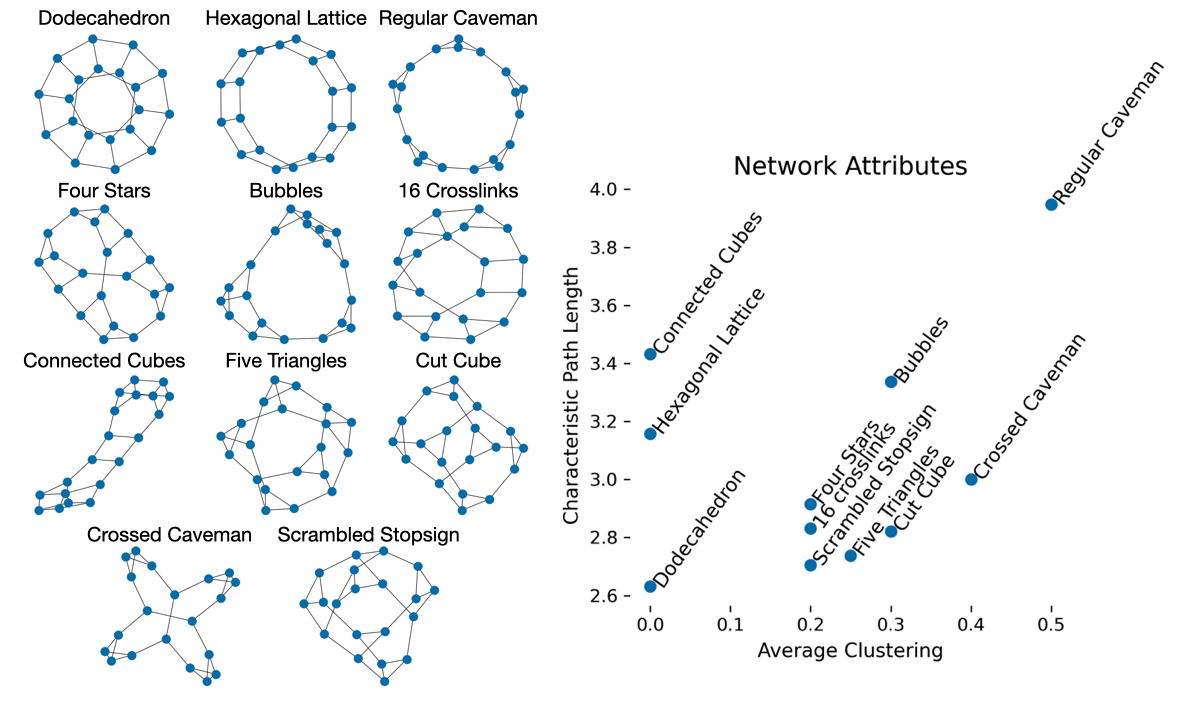 Dodecahedron
Hexagonal Lattice
Regular Caveman
Four Stars
Bubbles
16 Crosslinks
Connected Cubes
Five Triangles
Cut Cube
Crossed Caveman
Scrambled Stopsign
Network Attributes
Characteristic Path Length
4.0
3.8
3.6
3.4
3.2
3.0
2.8
2.6
Regular Caveman
Connected Cubes
Hexagonal Lattice
Bubbles
Crossed Caveman
Four Stars
16 crosslinks
Scrambled Stopsign
Five Triangles
Cut Cube
Dodecahedron
0.0
0.1
0.2
0.3
0.4
0.5
Average Clustering